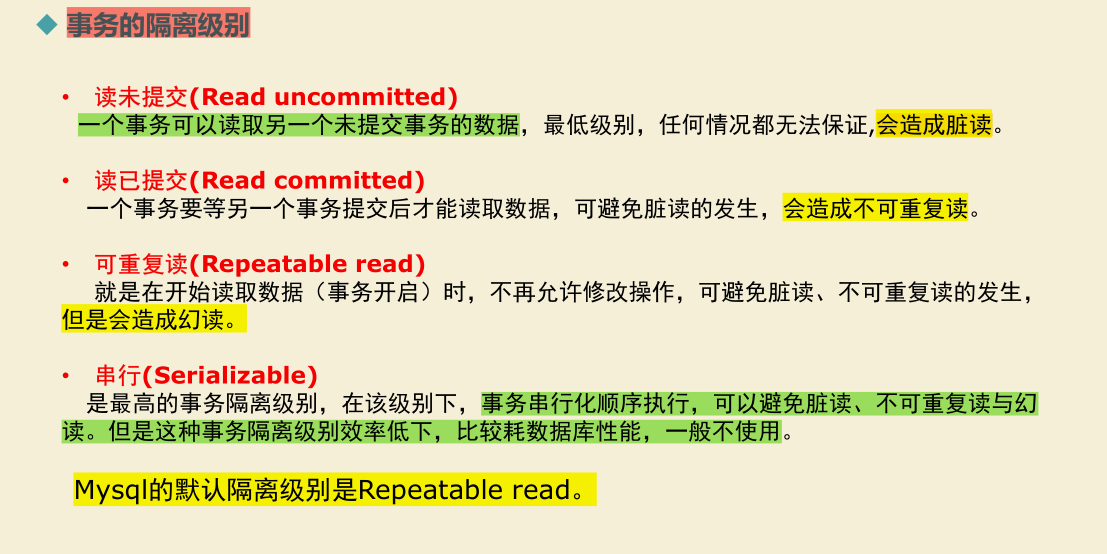 事务的隔离级别
• 读未提交(Read uncommitted)
一个事务可以读取另一个未提交事务的数据，最低级别，任何情况都无法保证,会造成脏读。
• 读已提交(Read committed)
一个事务要等另一个事务提交后才能读取数据，可避免脏读的发生，会造成不可重复读。
• 可重复读(Repeatable read)
就是在开始读取数据（事务开启）时，不再允许修改操作，可避免脏读、不可重复读的发生，
但是会造成幻读。
• 串行(Serializable)
是最高的事务隔离级别，在该级别下，事务串行化顺序执行，可以避免脏读、不可重复读与幻
读。但是这种事务隔离级别效率低下，比较耗数据库性能，一般不使用。
Mysql的默认隔离级别是Repeatable read。